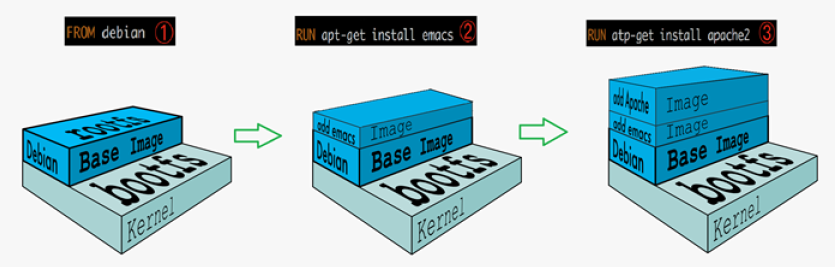 FROM debian ①
RUN apt-get install emacs ②
RUN atp-get install apache2 ③
rootfs
Debian Base Image
bootfs
Kernel
add emacs Image
Debian Base Image
bootfs
Kernel
add Apache Image
add emacs Image
Debian Base Image
bootfs
Kernel